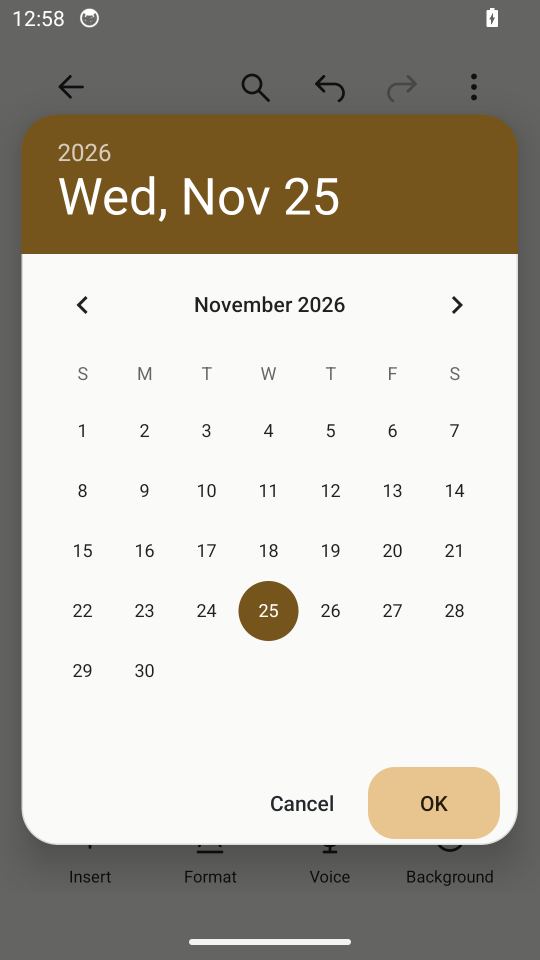 12:58
2026
Wed, Nov 25
November 2026
S M T W T F S
1 2 3 4 5 6 7
8 9 10 11 12 13 14
15 16 17 18 19 20 21
22 23 24 25 26 27 28
29 30
Cancel OK
Insert Format Voice Background